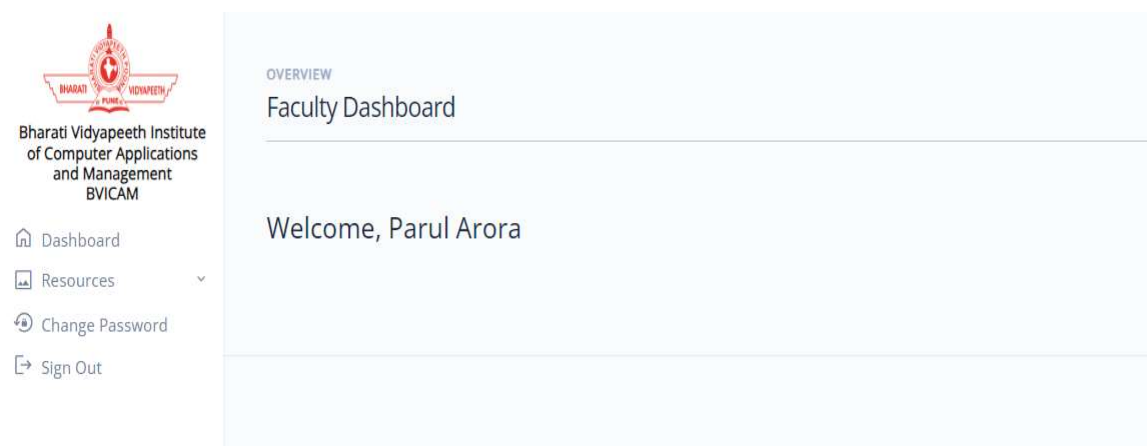 BHARATI VIDYAPEETH
PUNE
Bharati Vidyapeeth Institute
of Computer Applications
and Management
BVICAM
Dashboard
Resources
Change Password
Sign Out
OVERVIEW
Faculty Dashboard
Welcome, Parul Arora